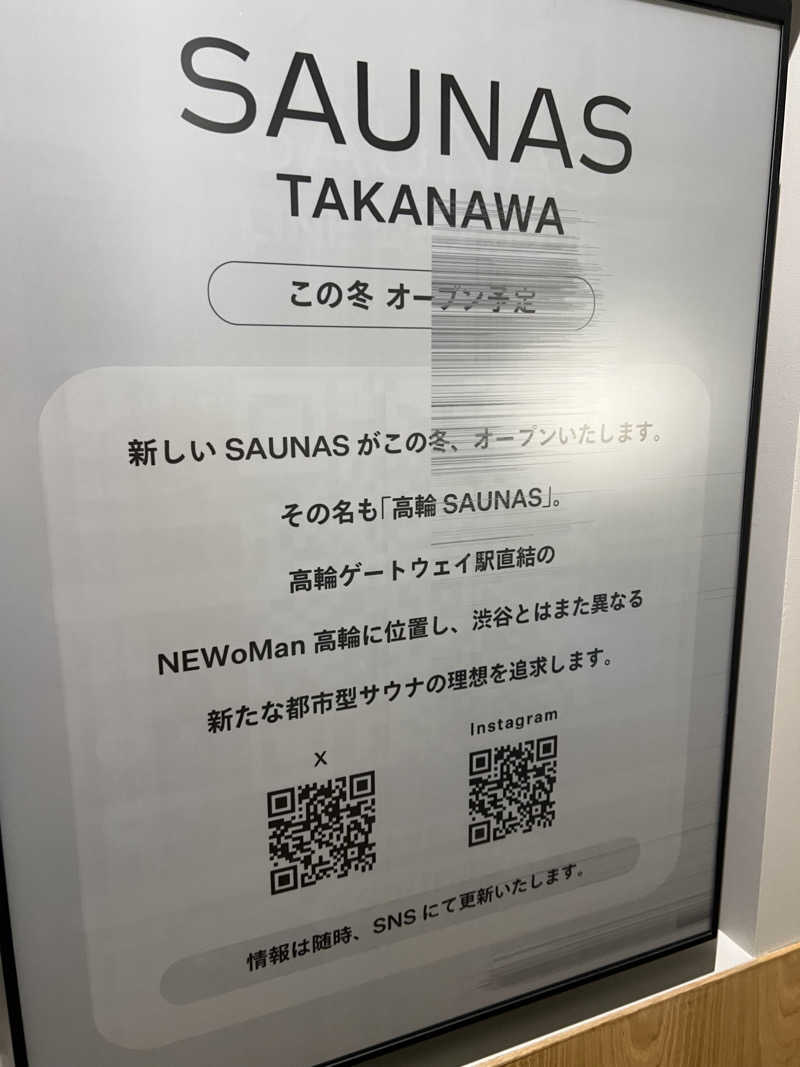 SAUNAS
TAKANAWA
この冬 オープン予定
新しい SAUNAS がこの冬、オープンいたします。
その名も「高輪 SAUNAS」。
高輪ゲートウェイ駅直結の
NEWoMan 高輪に位置し、渋谷とはまた異なる
新たな都市型サウナの理想を追求します。
X
Instagram
情報は随時、SNS にて更新いたします。